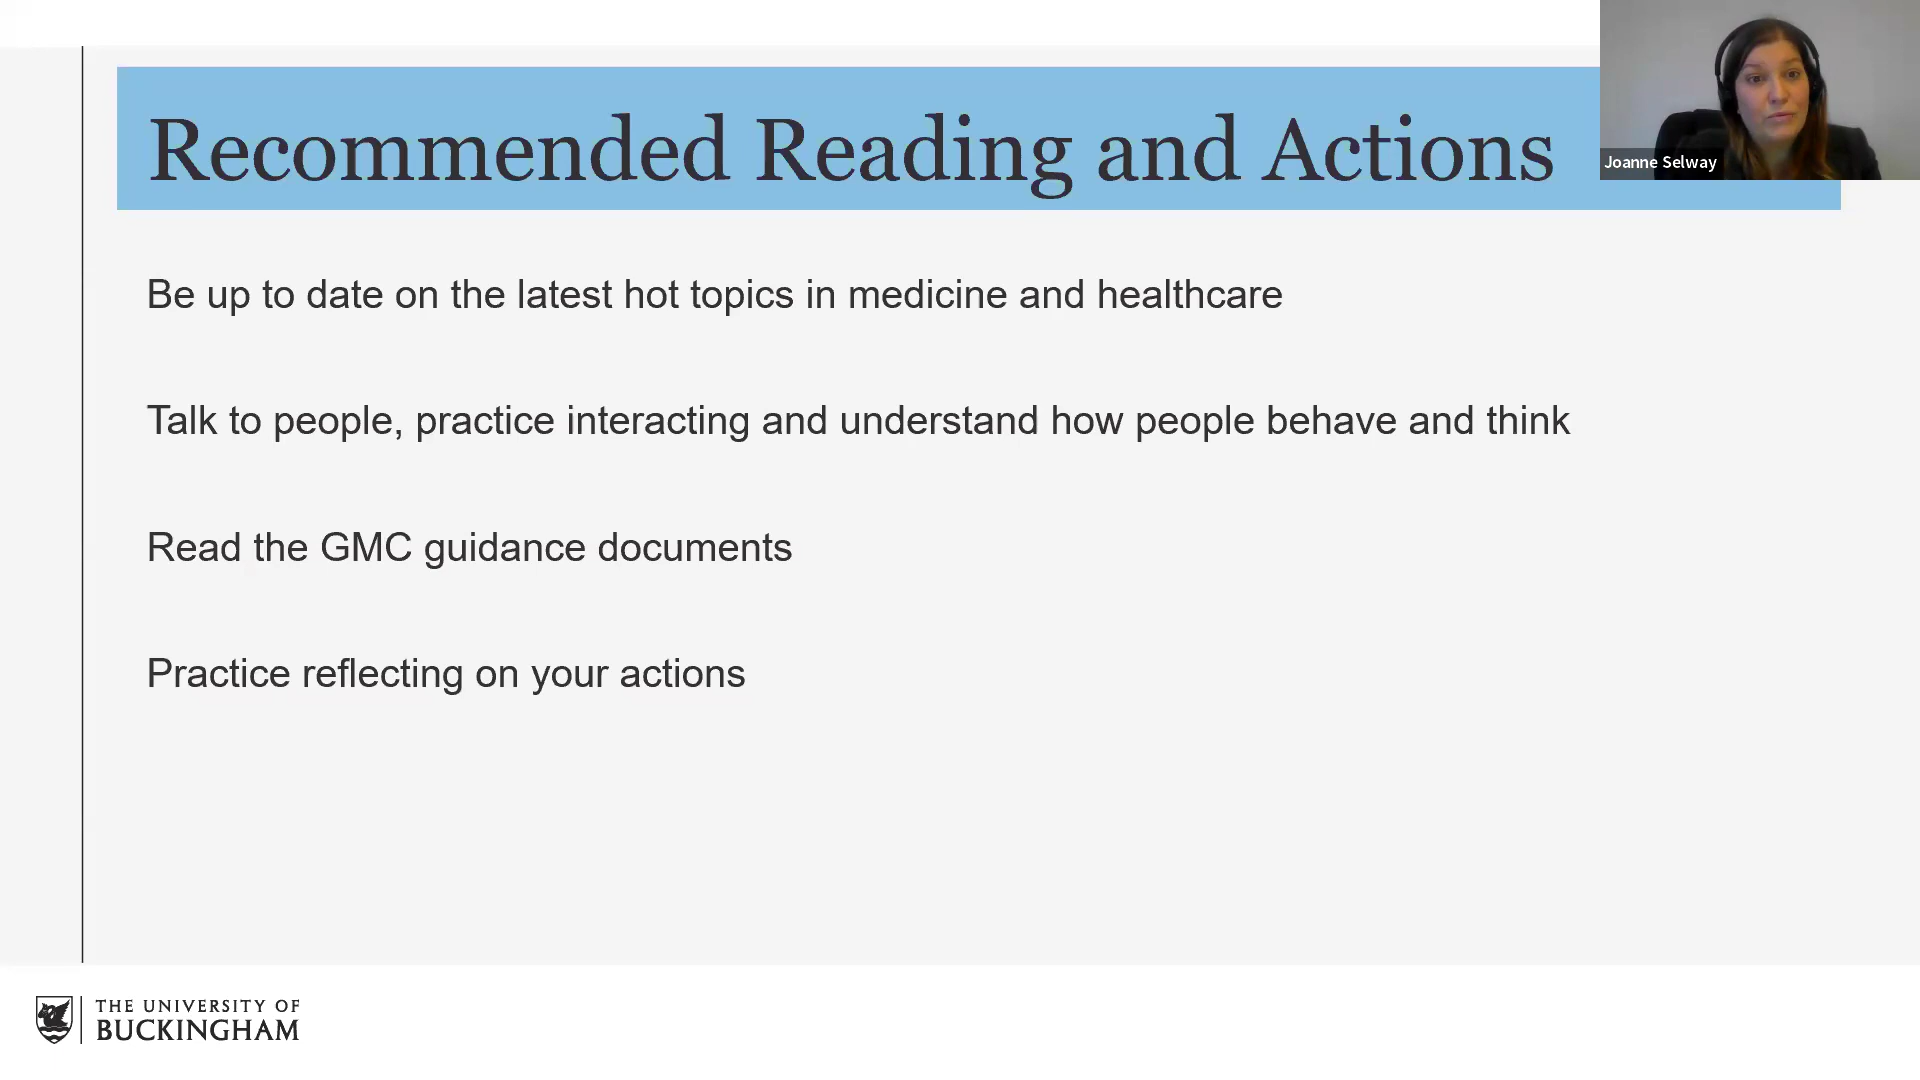 Recommended Reading and Actions
Joanne Selway
Be up to date on the latest hot topics in medicine and healthcare
Talk to people, practice interacting and understand how people behave and think
Read the GMC guidance documents
Practice reflecting on your actions
THE UNIVERSITY OF
BUCKINGHAM